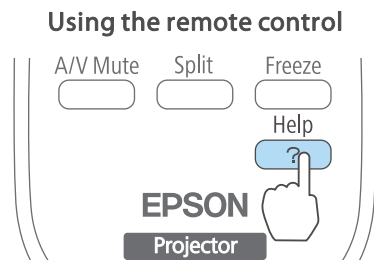 Using the remote control
A/V Mute Split Freeze
Help
?
EPSON
Projector